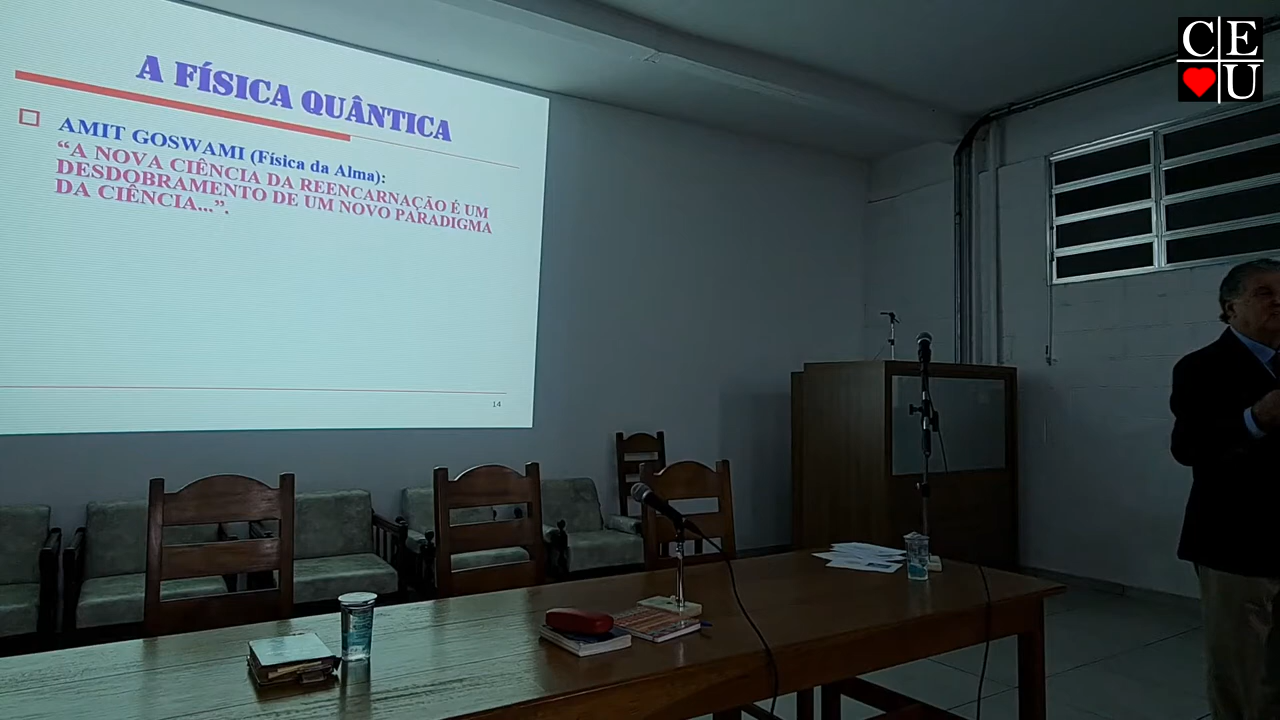 A FÍSICA QUÂNTICA
AMIT GOSWAMI (Física da Alma):
“A NOVA CIÊNCIA DA REENCARNAÇÃO É UM
DESDOBRAMENTO DE UM NOVO PARADIGMA
DA CIÊNCIA...”.
14
CE
U